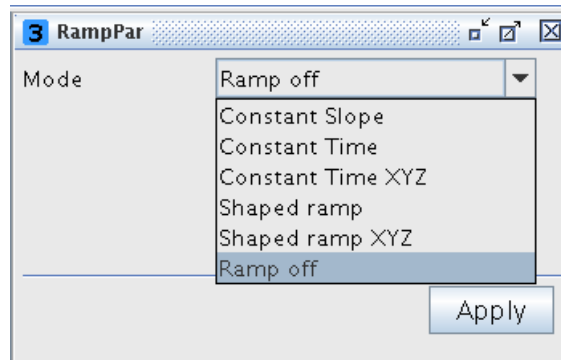 3 RampPar
Mode Ramp off
Constant Slope
Constant Time
Constant Time XYZ
Shaped ramp
Shaped ramp XYZ
Ramp off
Apply